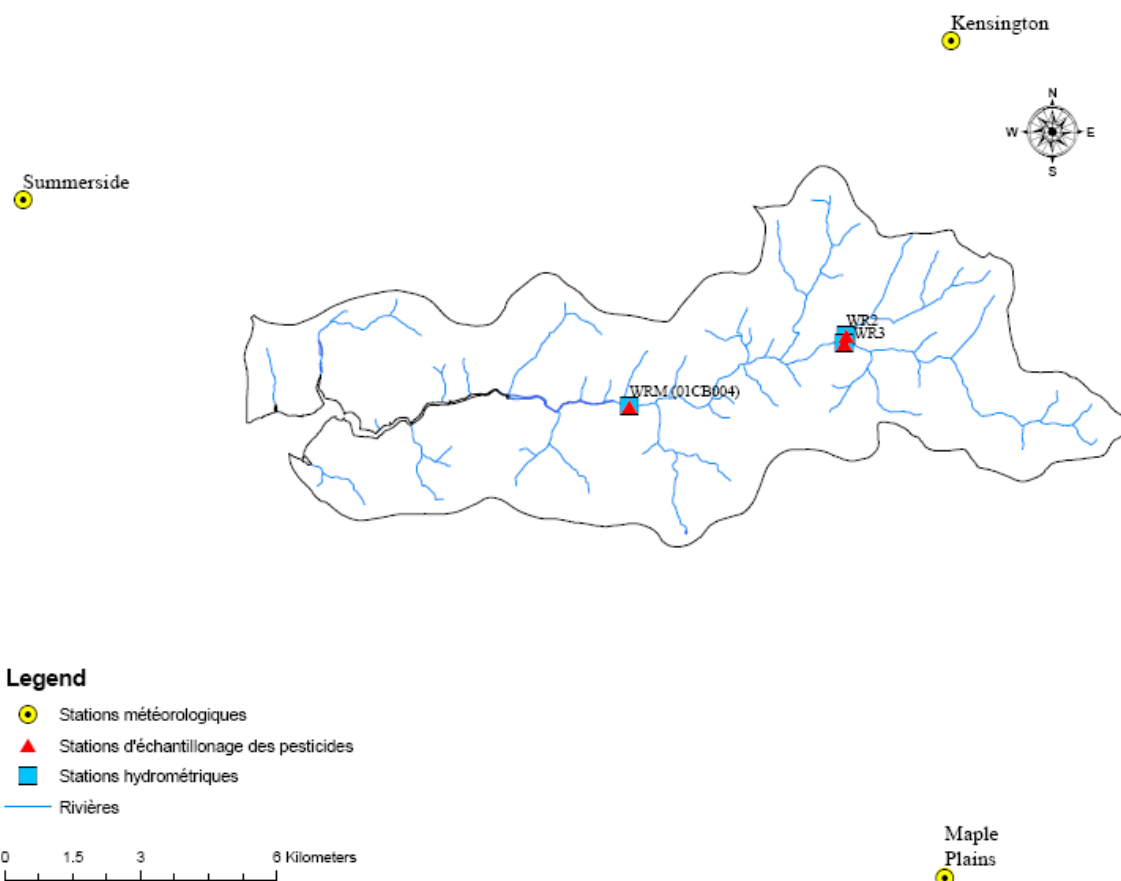 Kensington
N
W
E
S
Summerside
WR2
WR3
WRM (01CB004)
Legend
Stations météorologiques
Stations d'échantillonage des pesticides
Stations hydrométriques
Rivières
0 1.5 3 6 Kilometers
Maple
Plains